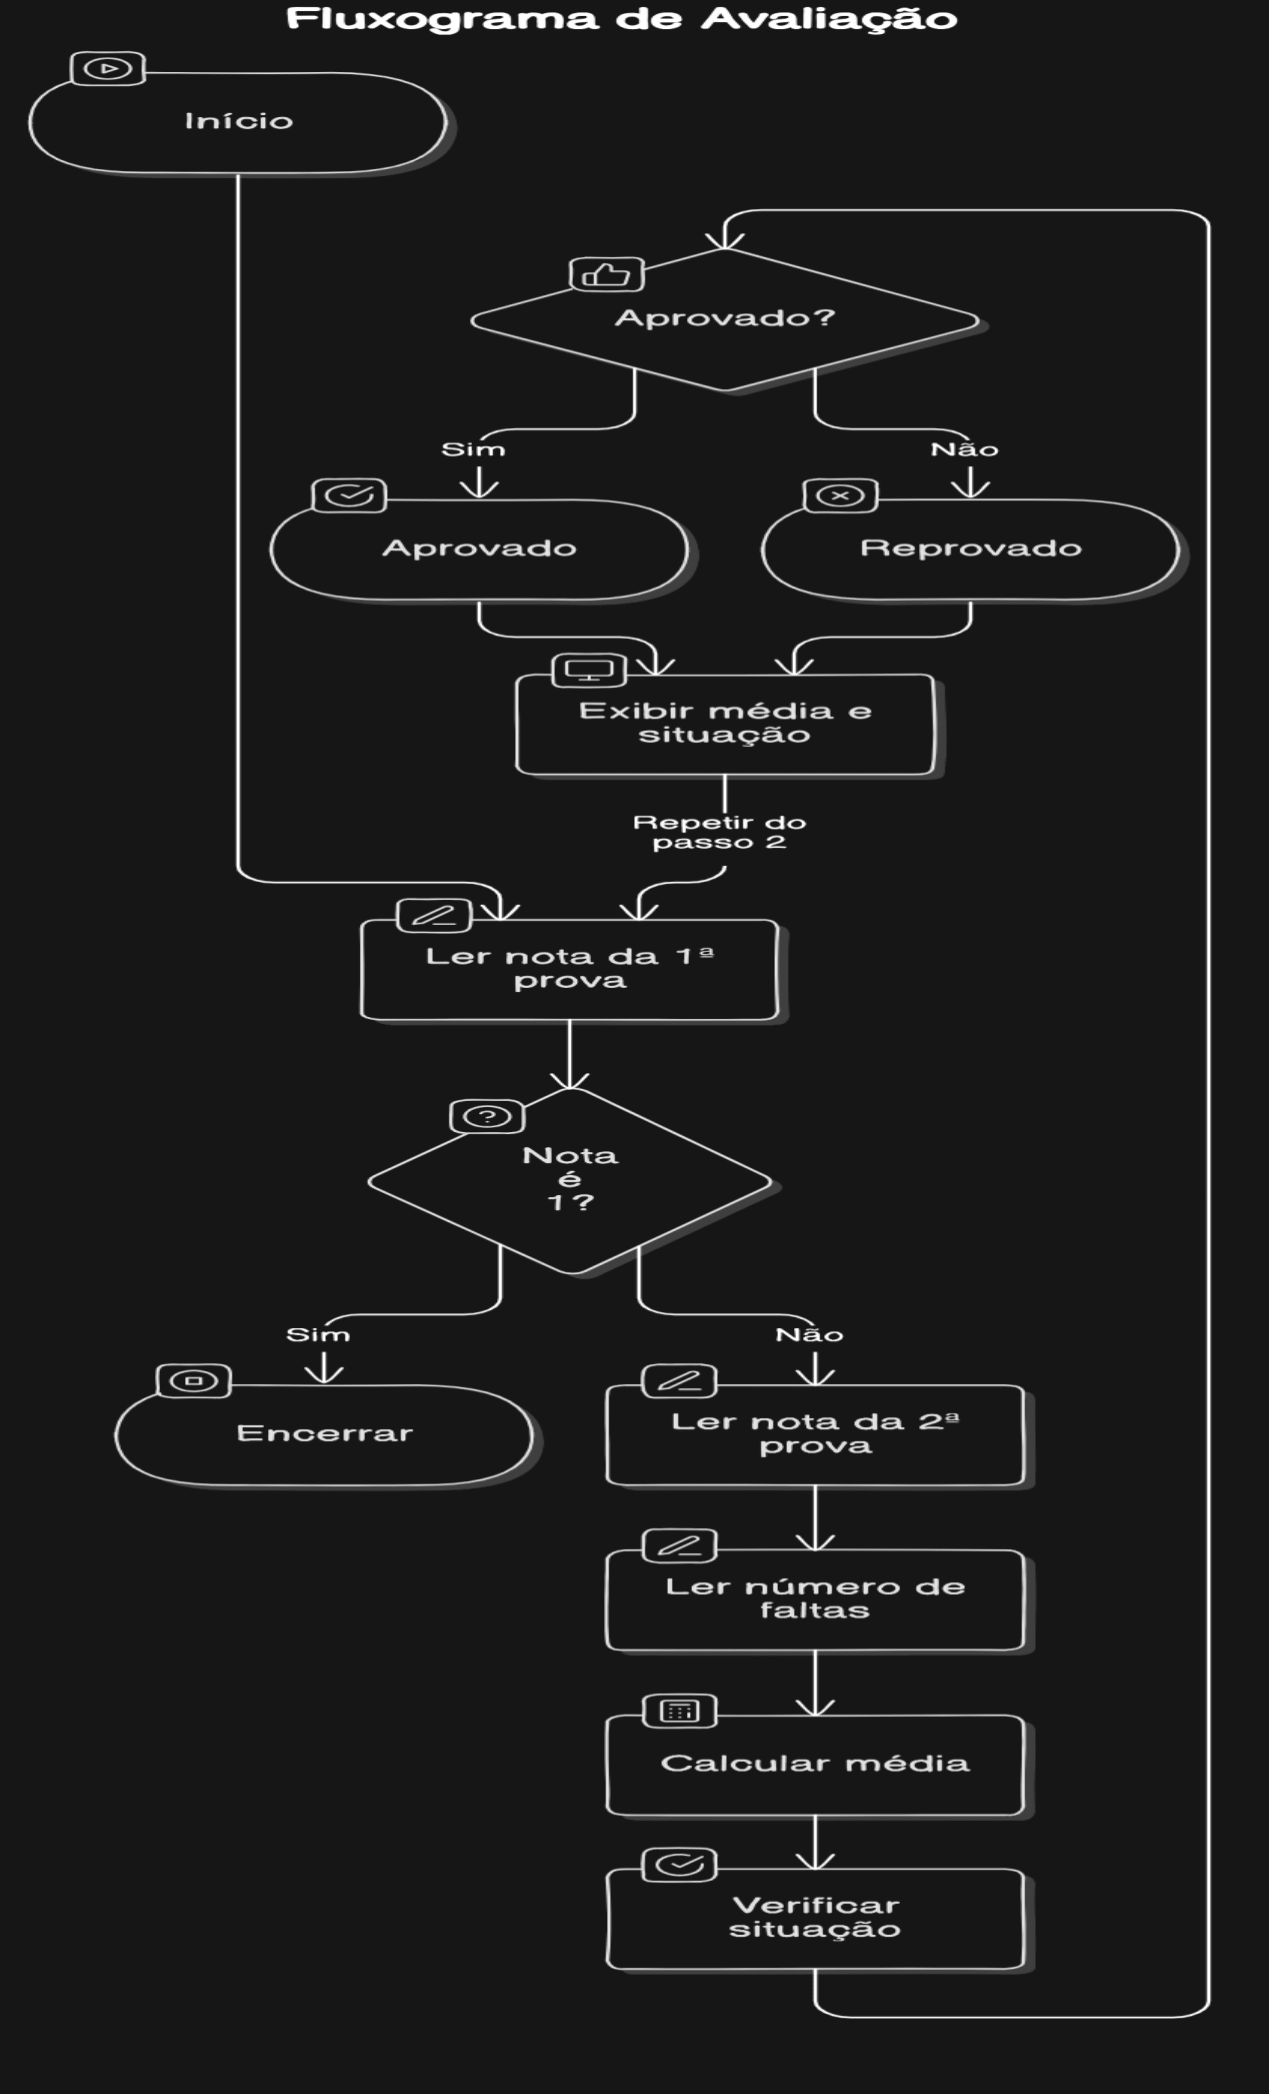 Fluxograma de Avaliação
Início
Aprovado?
Sim
Não
Aprovado
Reprovado
Exibir média e
situação
Repetir do
passo 2
Ler nota da 1ª
prova
?
Nota
é
1?
Sim
Não
Encerrar
Ler nota da 2ª
prova
Ler número de
faltas
Calcular média
Verificar
situação